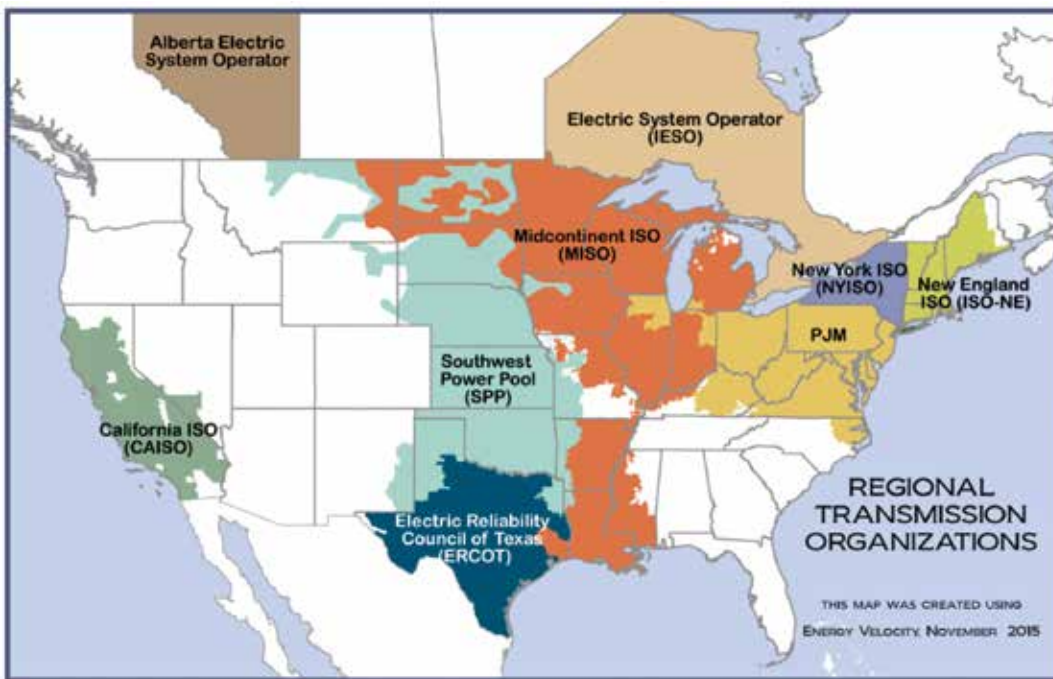 Alberta Electric
System Operator
Electric System Operator
(IESO)
Midcontinent ISO
(MISO)
New York ISO
(NYISO)
New England
ISO (ISO-NE)
PJM
Southwest
Power Pool
(SPP)
California ISO
(CAISO)
Electric Reliability
Council of Texas
(ERCOT)
REGIONAL
TRANSMISSION
ORGANIZATIONS
THIS MAP WAS CREATED USING
ENERGY VELOCITY, NOVEMBER 2015